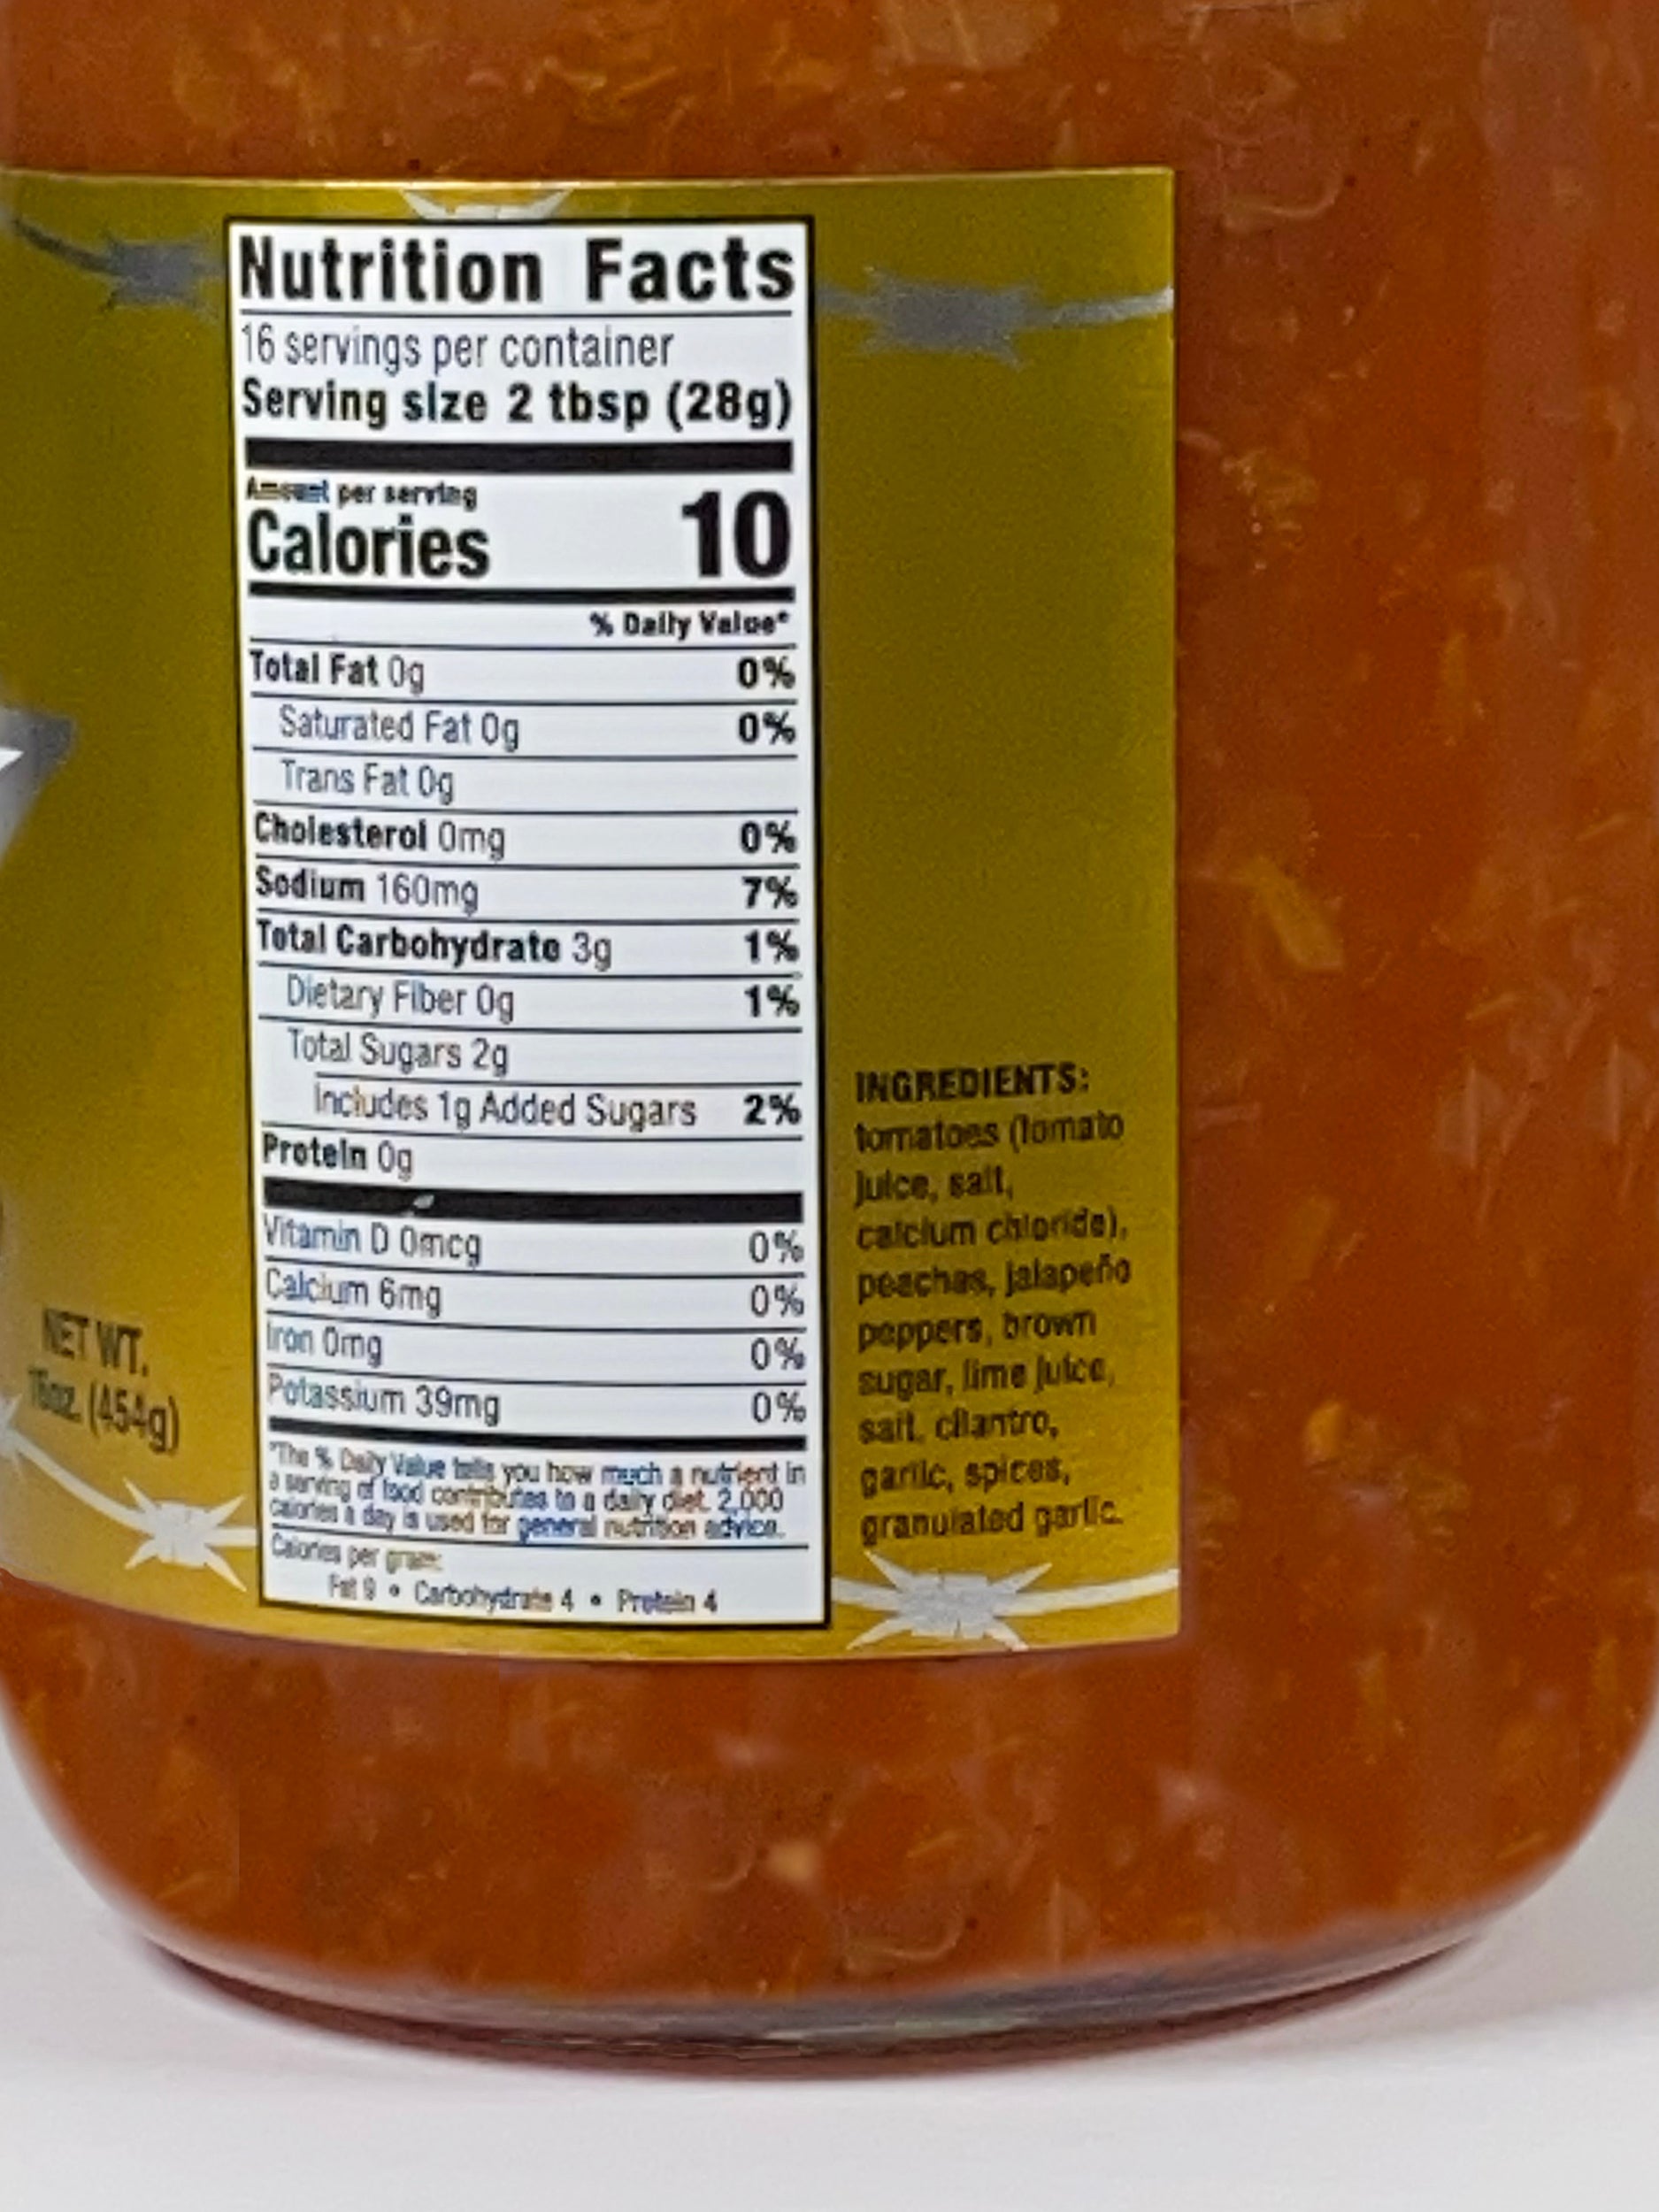 Nutrition Facts
16 servings per container
Serving size 2 tbsp (28g)
Amount per serving
Calories 10
% Daily Value*
Total Fat 0g 0%
Saturated Fat 0g 0%
Trans Fat 0g
Cholesterol 0mg 0%
Sodium 160mg 7%
Total Carbohydrate 3g 1%
Dietary Fiber 0g 1%
Total Sugars 2g
Includes 1g Added Sugars 2%
Protein 0g
Vitamin D 0mcg 0%
Calcium 6mg 0%
Iron 0mg 0%
Potassium 39mg 0%
*The % Daily Value tells you how much a nutrient in
a serving of food contributes to a daily diet. 2,000
calories a day is used for general nutrition advice.
Calories per gram:
Fat 9 • Carbohydrate 4 • Protein 4
INGREDIENTS:
tomatoes (tomato
juice, salt,
calcium chloride),
peaches, jalapeño
peppers, brown
sugar, lime juice,
salt, cilantro,
garlic, spices,
granulated garlic.
NET WT.
16oz. (454g)